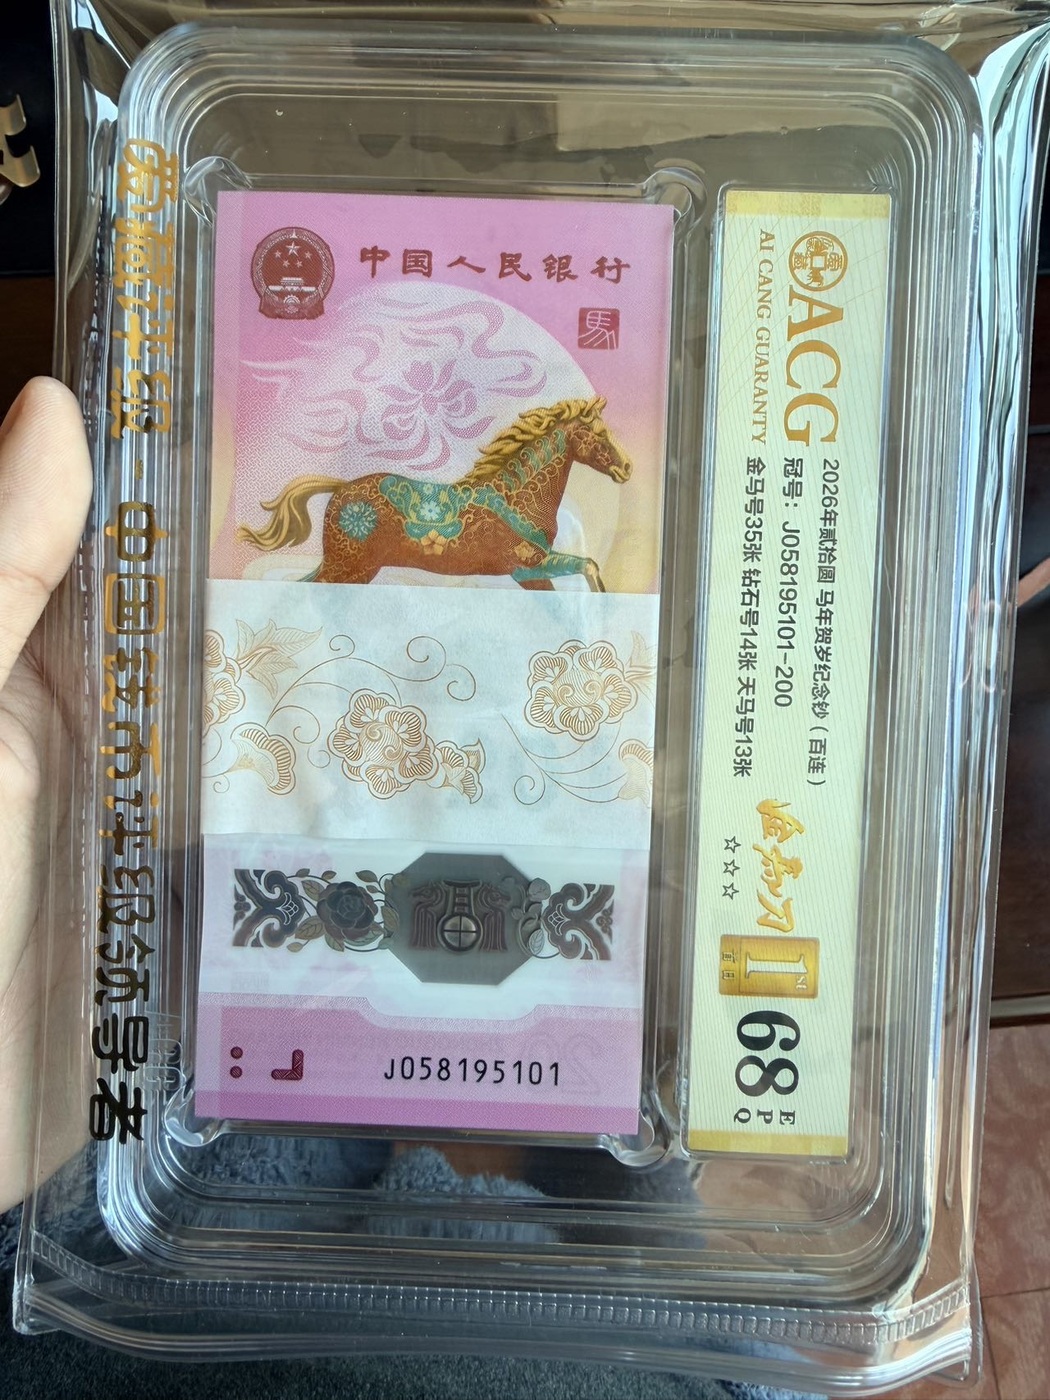 爱藏评级·中国钱币评级领导者
中国人民银行
馬
J058195101
20
ACG
AI CANG GUARANTY
2026年贰拾圆 马年贺岁纪念钞(百连)
冠号:J058195101-200
金马号35张 钻石号14张 天马号13张
☆☆☆
1st
68
EPQ